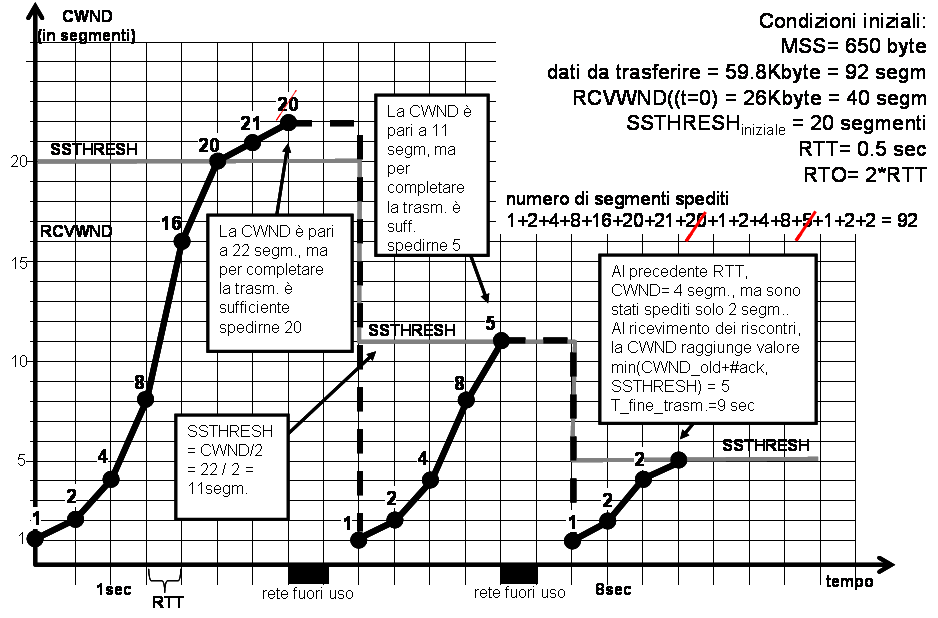 CWND
(in segmenti)
Condizioni iniziali:
MSS= 650 byte
dati da trasferire = 59.8Kbyte = 92 segm
RCVWND((t=0) = 26Kbyte = 40 segm
SSTHRESHiniziale = 20 segmenti
RTT= 0.5 sec
RTO= 2*RTT
numero di segmenti spediti
1+2+4+8+16+20+21+20+1+2+4+8+5+1+2+2 = 92
20
21
20
SSTHRESH
20
16
RCVWND
15
La CWND è
pari a 11
segm, ma
per
completare
la trasm. è
suff.
spedirne 5
La CWND è pari
a 22 segm., ma
per completare
la trasm. è
sufficiente
spedirne 20
Al precedente RTT,
CWND= 4 segm., ma sono
stati spediti solo 2 segm..
Al ricevimento dei riscontri,
la CWND raggiunge valore
min(CWND_old+#ack,
SSTHRESH) = 5
T_fine_trasm.=9 sec
SSTHRESH
5
10
8
8
SSTHRESH
= CWND/2
= 22 / 2 =
11segm.
SSTHRESH
5
4
4
2
2
2
2
1
1
1
1
1sec
RTT
rete fuori uso
rete fuori uso
8sec
tempo